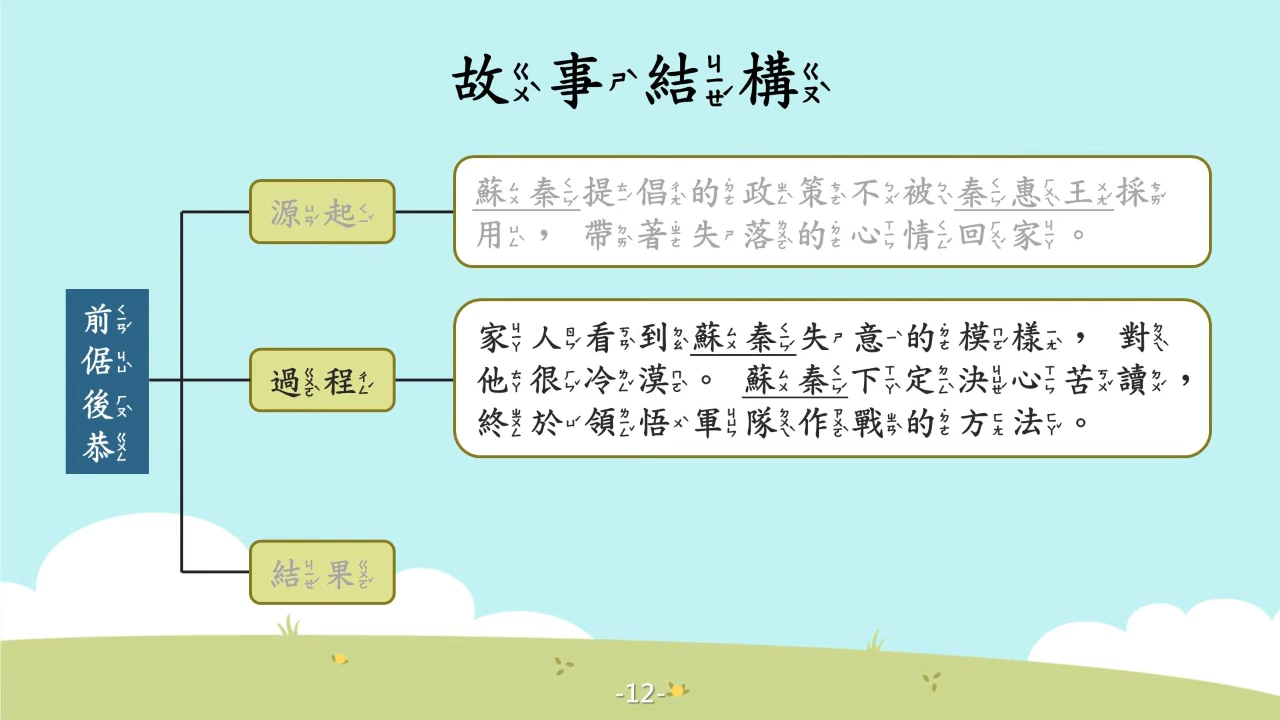 故事結構
源起
蘇秦提倡的政策不被秦惠王採
用，帶著失落的心情回家。
前倨後恭
過程
家人看到蘇秦失意的模樣，對
他很冷漠。蘇秦下定決心苦讀，
終於領悟軍隊作戰的方法。
結果
-12-